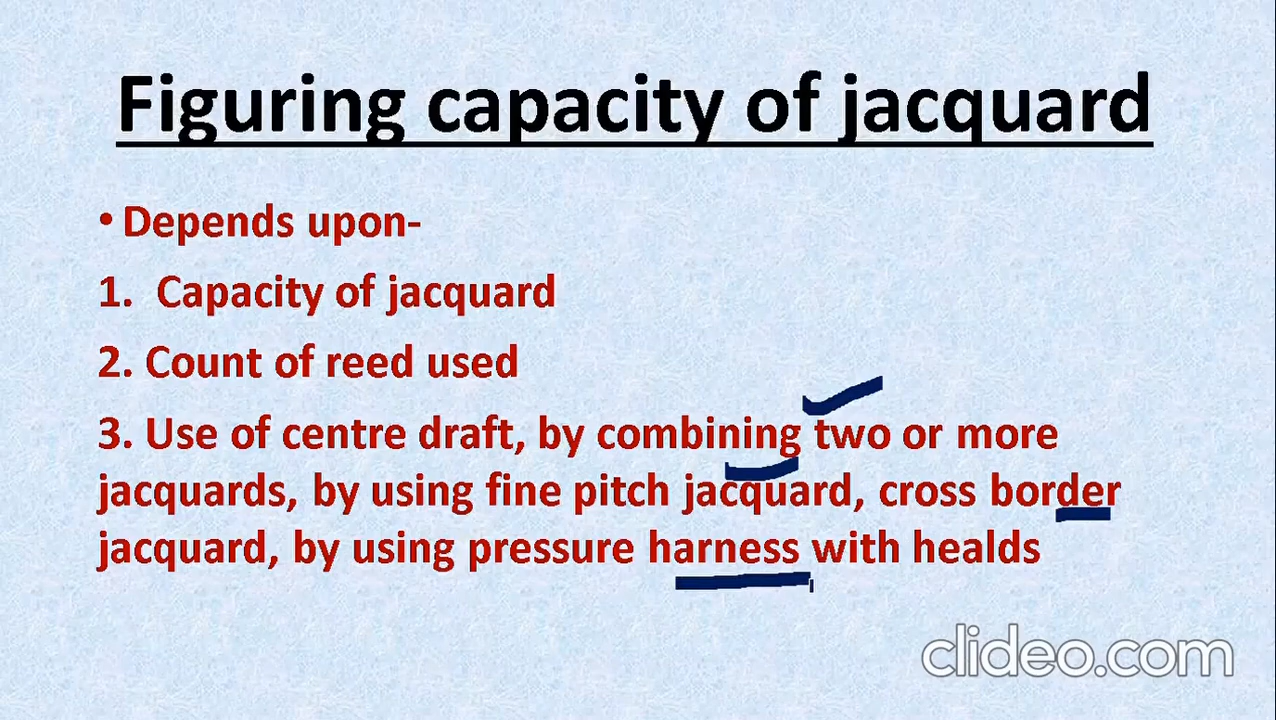 Figuring capacity of jacquard
• Depends upon-
1. Capacity of jacquard
2. Count of reed used
3. Use of centre draft, by combining two or more
jacquards, by using fine pitch jacquard, cross border
jacquard, by using pressure harness with healds
clideo.com